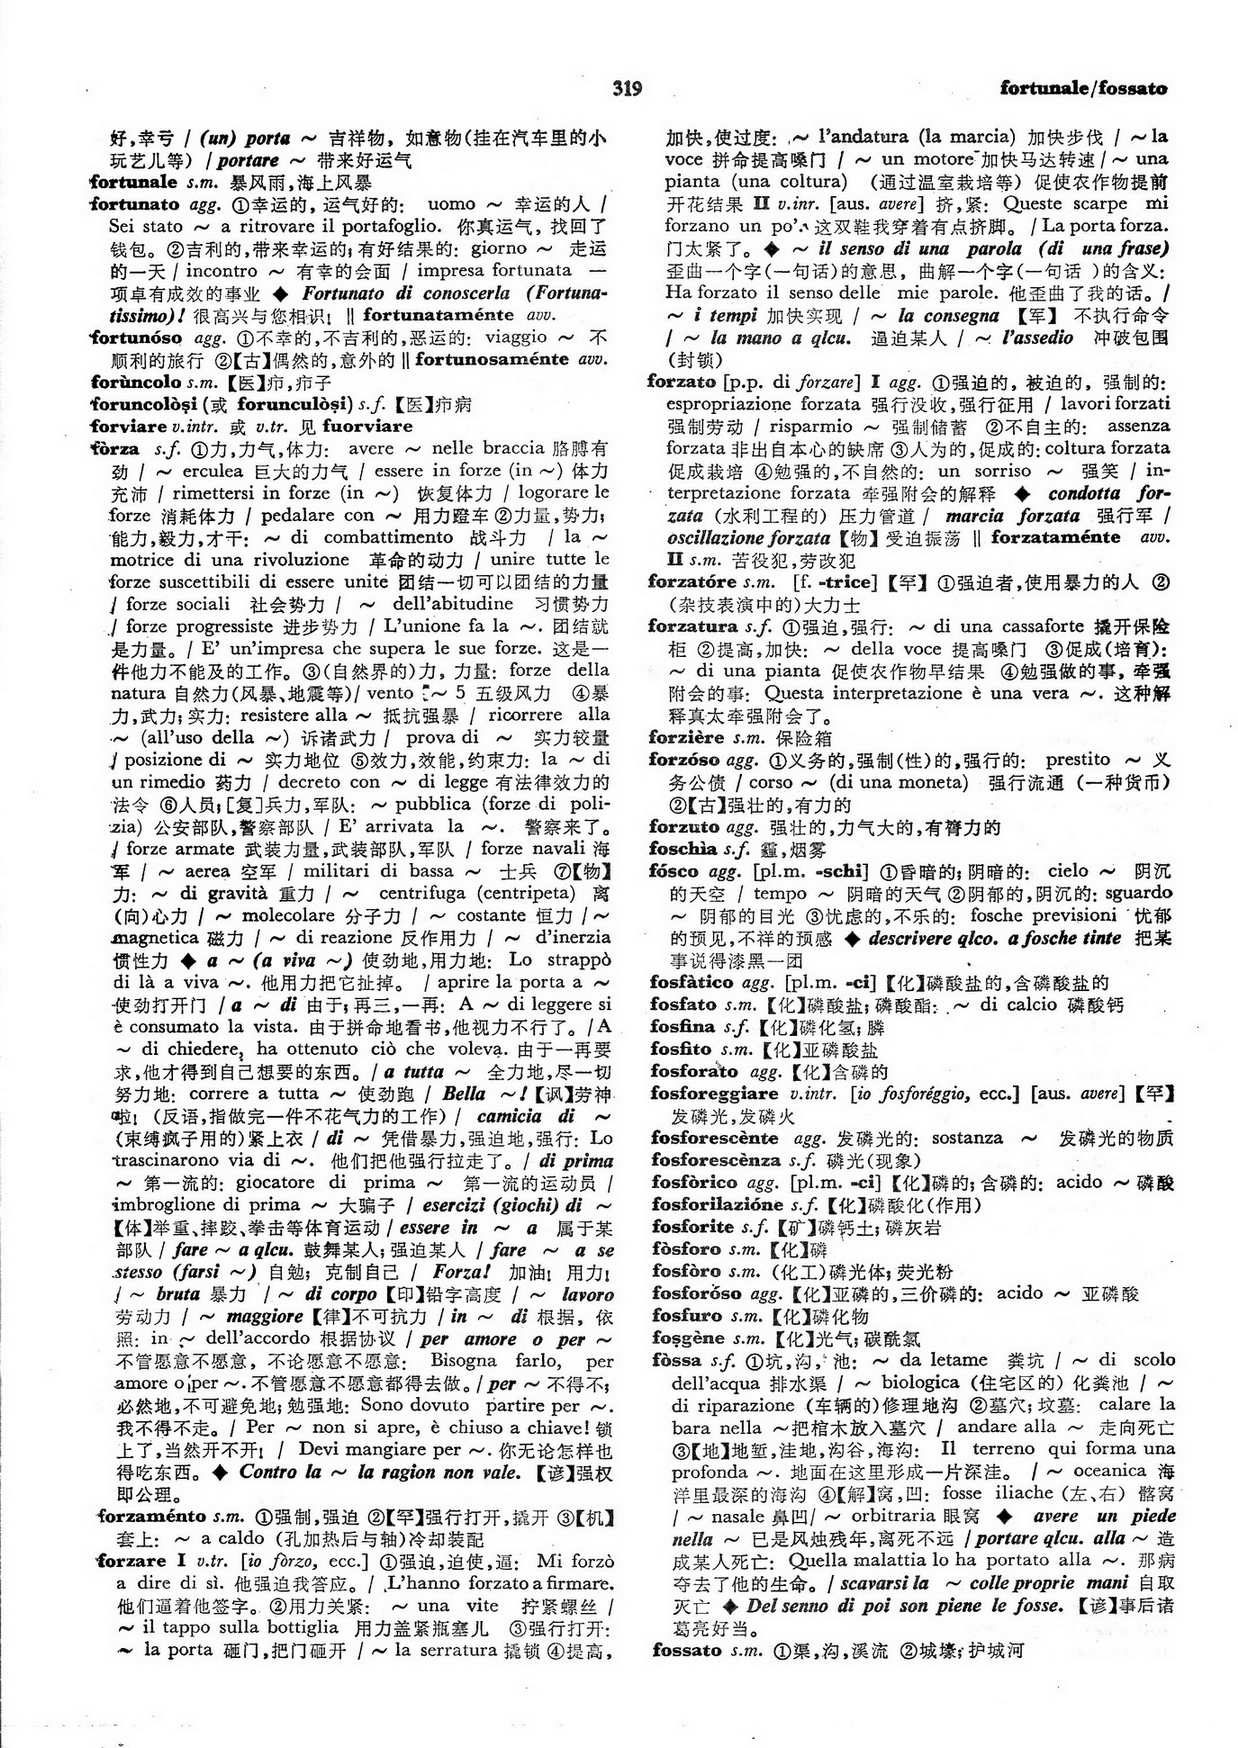 319
fortunale/fossato
好,幸亏 / (un) porta ～ 吉祥物，如意物(挂在汽车里的小
玩艺儿等) / portare ～ 带来好运气
fortunale s.m. 暴风雨,海上风暴
fortunato agg. ①幸运的, 运气好的: uomo ～ 幸运的人 /
Sei stato ～ a ritrovare il portafoglio. 你真运气, 找回了
钱包。②吉利的,带来幸运的;有好结果的: giorno ～ 走运
的一天 / incontro ～ 有幸的会面 / impresa fortunata 一
项卓有成效的事业 ◆ Fortunato di conoscerla (Fortuna-
tissimo)! 很高兴与您相识! ‖ fortunataménte avv.
fortunóso agg. ①不幸的,不吉利的,恶运的: viaggio ～ 不
顺利的旅行 ②【古】偶然的,意外的 ‖ fortunosaménte avv.
forùncolo s.m. 【医】疖,疖子
foruncolòṣi (或 forunculòṣi) s.f. 【医】疖病
forviare v.intr. 或 v.tr. 见 fuorviare
fòrza s.f. ①力,力气,体力: avere ～ nelle braccia 胳膊有
劲 / ～ erculea 巨大的力气 / essere in forze (in ～) 体力
充沛 / rimettersi in forze (in ～) 恢复体力 / logorare le
forze 消耗体力 / pedalare con ～ 用力蹬车 ②力量,势力;
能力,毅力,才干: ～ di combattimento 战斗力 / la ～
motrice di una rivoluzione 革命的动力 / unire tutte le
forze suscettibili di essere unite 团结一切可以团结的力量
/ forze sociali 社会势力 / ～ dell'abitudine 习惯势力
/ forze progressiste 进步势力 / L'unione fa la ～. 团结就
是力量。/ E' un'impresa che supera le sue forze. 这是一
件他力不能及的工作。③(自然界的)力, 力量: forze della
natura 自然力(风暴、地震等)/ vento ～ 5 五级风力 ④暴
力,武力;实力: resistere alla ～ 抵抗强暴 / ricorrere alla
～ (all'uso della ～) 诉诸武力 / prova di ～ 实力较量
/ posizione di ～ 实力地位 ⑤效力,效能,约束力: la ～ di
un rimedio 药力 / decreto con ～ di legge 有法律效力的
法令 ⑥人员;[复]兵力,军队: ～ pubblica (forze di poli-
zia) 公安部队,警察部队 / E' arrivata la ～. 警察来了。
/ forze armate 武装力量,武装部队,军队 / forze navali 海
军 / ～ aerea 空军 / militari di bassa ～ 士兵 ⑦【物】
力: ～ di gravità 重力 / ～ centrifuga (centripeta) 离
(向)心力 / ～ molecolare 分子力 / ～ costante 恒力 / ～
magnetica 磁力 / ～ di reazione 反作用力 / ～ d'inerzia
惯性力 ◆ a ～ (a viva ～) 使劲地,用力地: Lo strappò
di là a viva ～. 他用力把它扯掉。 / aprire la porta a ～
使劲打开门 / a ～ di 由于;再三,一再: A ～ di leggere si
è consumato la vista. 由于拼命地看书,他视力不行了。/ A
～ di chiedere, ha ottenuto ciò che voleva. 由于一再要
求,他才得到自己想要的东西。/ a tutta ～ 全力地,尽一切
努力地: correre a tutta ～ 使劲跑 / Bella ～! 【讽】劳神
啦! (反语,指做完一件不花气力的工作) / camicia di ～
(束缚疯子用的)紧上衣 / di ～ 凭借暴力,强迫地,强行: Lo
trascinarono via di ～. 他们把他强行拉走了。/ di prima
～ 第一流的: giocatore di prima ～ 第一流的运动员 /
imbroglione di prima ～ 大骗子 / esercizi (giochi) di ～
【体】举重、摔跤、拳击等体育运动 / essere in ～ a 属于某
部队 / fare ～ a qlcu. 鼓舞某人;强迫某人 / fare ～ a se
stesso (farsi ～) 自勉; 克制自己 / Forza! 加油! 用力!
/ ～ bruta 暴力 / ～ di corpo 【印】铅字高度 / ～ lavoro
劳动力 / ～ maggiore 【律】不可抗力 / in ～ di 根据, 依
照: in ～ dell'accordo 根据协议 / per amore o per ～
不管愿意不愿意, 不论愿意不愿意: Bisogna farlo, per
amore o per ～. 不管愿意不愿意都得去做。/ per ～ 不得不;
必然地,不可避免地;勉强地: Sono dovuto partire per ～.
我不得不走。/ Per ～ non si apre, è chiuso a chiave! 锁
上了,当然开不开! / Devi mangiare per ～. 你无论怎样也
得吃东西。◆ Contro la ～ la ragion non vale. 【谚】强权
即公理。
forzaménto s.m. ①强制,强迫 ②【罕】强行打开,撬开 ③【机】
套上: ～ a caldo (孔加热后与轴)冷却装配
forzare I v.tr. [io fòrzo, ecc.] ①强迫,迫使,逼: Mi forzò
a dire di sì. 他强迫我答应。/ L'hanno forzato a firmare.
他们逼着他签字。②用力关紧: ～ una vite 拧紧螺丝 /
～ il tappo sulla bottiglia 用力盖紧瓶塞儿 ③强行打开:
～ la porta 砸门,把门砸开 / ～ la serratura 撬锁 ④提高,
加快,使过度: ～ l'andatura (la marcia) 加快步伐 / ～ la
voce 拼命提高嗓门 / ～ un motore 加快马达转速 / ～ una
pianta (una coltura) (通过温室栽培等) 促使农作物提前
开花结果 II v.inr. [aus. avere] 挤,紧: Queste scarpe mi
forzano un po'. 这双鞋我穿着有点挤脚。/ La porta forza.
门太紧了。◆ ～ il senso di una parola (di una frase)
歪曲一个字(一句话)的意思, 曲解一个字(一句话 )的含义:
Ha forzato il senso delle mie parole. 他歪曲了我的话。/
～ i tempi 加快实现 / ～ la consegna 【军】 不执行命令
/ ～ la mano a qlcu. 逼迫某人 / ～ l'assedio 冲破包围
(封锁)
forzato [p.p. di forzare] I agg. ①强迫的, 被迫的, 强制的:
espropriazione forzata 强行没收,强行征用 / lavori forzati
强制劳动 / risparmio ～ 强制储蓄 ②不自主的: assenza
forzata 非出自本心的缺席 ③人为的,促成的: coltura forzata
促成栽培 ④勉强的,不自然的: un sorriso ～ 强笑 / in-
terpretazione forzata 牵强附会的解释 ◆ condotta for-
zata (水利工程的) 压力管道 / marcia forzata 强行军 /
oscillazione forzata 【物】受迫振荡 ‖ forzataménte avv.
II s.m. 苦役犯,劳改犯
forzatóre s.m. [f. -trice] 【罕】①强迫者,使用暴力的人 ②
(杂技表演中的)大力士
forzatura s.f. ①强迫,强行: ～ di una cassaforte 撬开保险
柜 ②提高,加快: ～ della voce 提高嗓门 ③促成(培育):
～ di una pianta 促使农作物早结果 ④勉强做的事, 牵强
附会的事: Questa interpretazione è una vera ～. 这种解
释真太牵强附会了。
forzière s.m. 保险箱
forzóso agg. ①义务的,强制(性)的,强行的: prestito ～ 义
务公债 / corso ～ (di una moneta) 强行流通 (一种货币)
②【古】强壮的,有力的
forzuto agg. 强壮的,力气大的,有膂力的
foschìa s.f. 霾,烟雾
fósco agg. [pl.m. -schi] ①昏暗的;阴暗的: cielo ～ 阴沉
的天空 / tempo ～ 阴暗的天气 ②阴郁的,阴沉的: sguardo
～ 阴郁的目光 ③忧虑的,不乐的: fosche previsioni 忧郁
的预见,不祥的预感 ◆ descrivere qlco. a fosche tinte 把某
事说得漆黑一团
fosfàtico agg. [pl.m. -ci] 【化】磷酸盐的,含磷酸盐的
fosfato s.m. 【化】磷酸盐;磷酸酯: ～ di calcio 磷酸钙
fosfina s.f. 【化】磷化氢;膦
fosfito s.m. 【化】亚磷酸盐
fosforato agg. 【化】含磷的
fosforeggiare v.intr. [io fosforéggio, ecc.] [aus. avere] 【罕】
发磷光,发磷火
fosforescènte agg. 发磷光的: sostanza ～ 发磷光的物质
fosforescènza s.f. 磷光(现象)
fosfòrico agg. [pl.m. -ci] 【化】磷的;含磷的: acido ～ 磷酸
fosforilazióne s.f. 【化】磷酸化(作用)
fosforite s.f. 【矿】磷钙土;磷灰岩
fòsforo s.m. 【化】磷
fosfòro s.m. (化工)磷光体;荧光粉
fosforóso agg. 【化】亚磷的,三价磷的: acido ～ 亚磷酸
fosfuro s.m. 【化】磷化物
foṣgène s.m. 【化】光气;碳酰氯
fòssa s.f. ①坑,沟, 池: ～ da letame 粪坑 / ～ di scolo
dell'acqua 排水渠 / ～ biologica (住宅区的) 化粪池 / ～
di riparazione (车辆的)修理地沟 ②墓穴;坟墓: calare la
bara nella ～把棺木放入墓穴 / andare alla ～ 走向死亡
③【地】地堑,洼地,沟谷,海沟: Il terreno qui forma una
profonda ～. 地面在这里形成一片深洼。 / ～ oceanica 海
洋里最深的海沟 ④【解】窝,凹: fosse iliache (左、右) 髂窝
/ ～ nasale 鼻凹/ ～ orbitraria 眼窝 ◆ avere un piede
nella ～ 已是风烛残年,离死不远 / portare qlcu. alla ～ 造
成某人死亡: Quella malattia lo ha portato alla ～. 那病
夺去了他的生命。/ scavarsi la ～ colle proprie mani 自取
灭亡 ◆ Del senno di poi son piene le fosse. 【谚】事后诸
葛亮好当。
fossato s.m. ①渠,沟,溪流 ②城壕;护城河